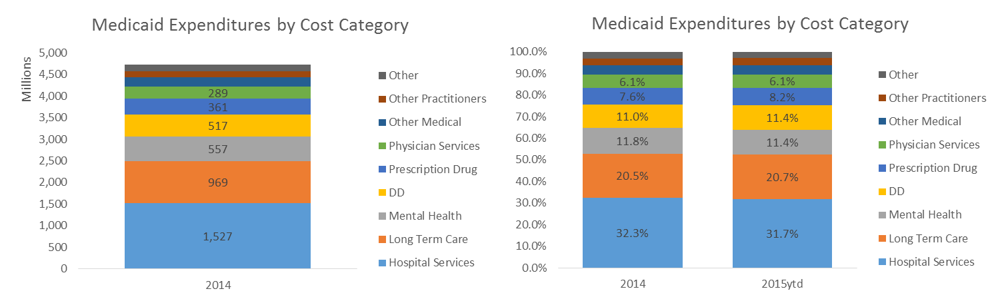 Medicaid Expenditures by Cost Category
Millions
5,000
4,500
4,000
3,500
3,000
2,500
2,000
1,500
1,000
500
0
289
361
517
557
969
1,527
2014
Other
Other Practitioners
Other Medical
Physician Services
Prescription Drug
DD
Mental Health
Long Term Care
Hospital Services
Medicaid Expenditures by Cost Category
100.0%
90.0%
80.0%
70.0%
60.0%
50.0%
40.0%
30.0%
20.0%
10.0%
0.0%
6.1%
7.6%
11.0%
11.8%
20.5%
32.3%
2014
6.1%
8.2%
11.4%
11.4%
20.7%
31.7%
2015ytd
Other
Other Practitioners
Other Medical
Physician Services
Prescription Drug
DD
Mental Health
Long Term Care
Hospital Services